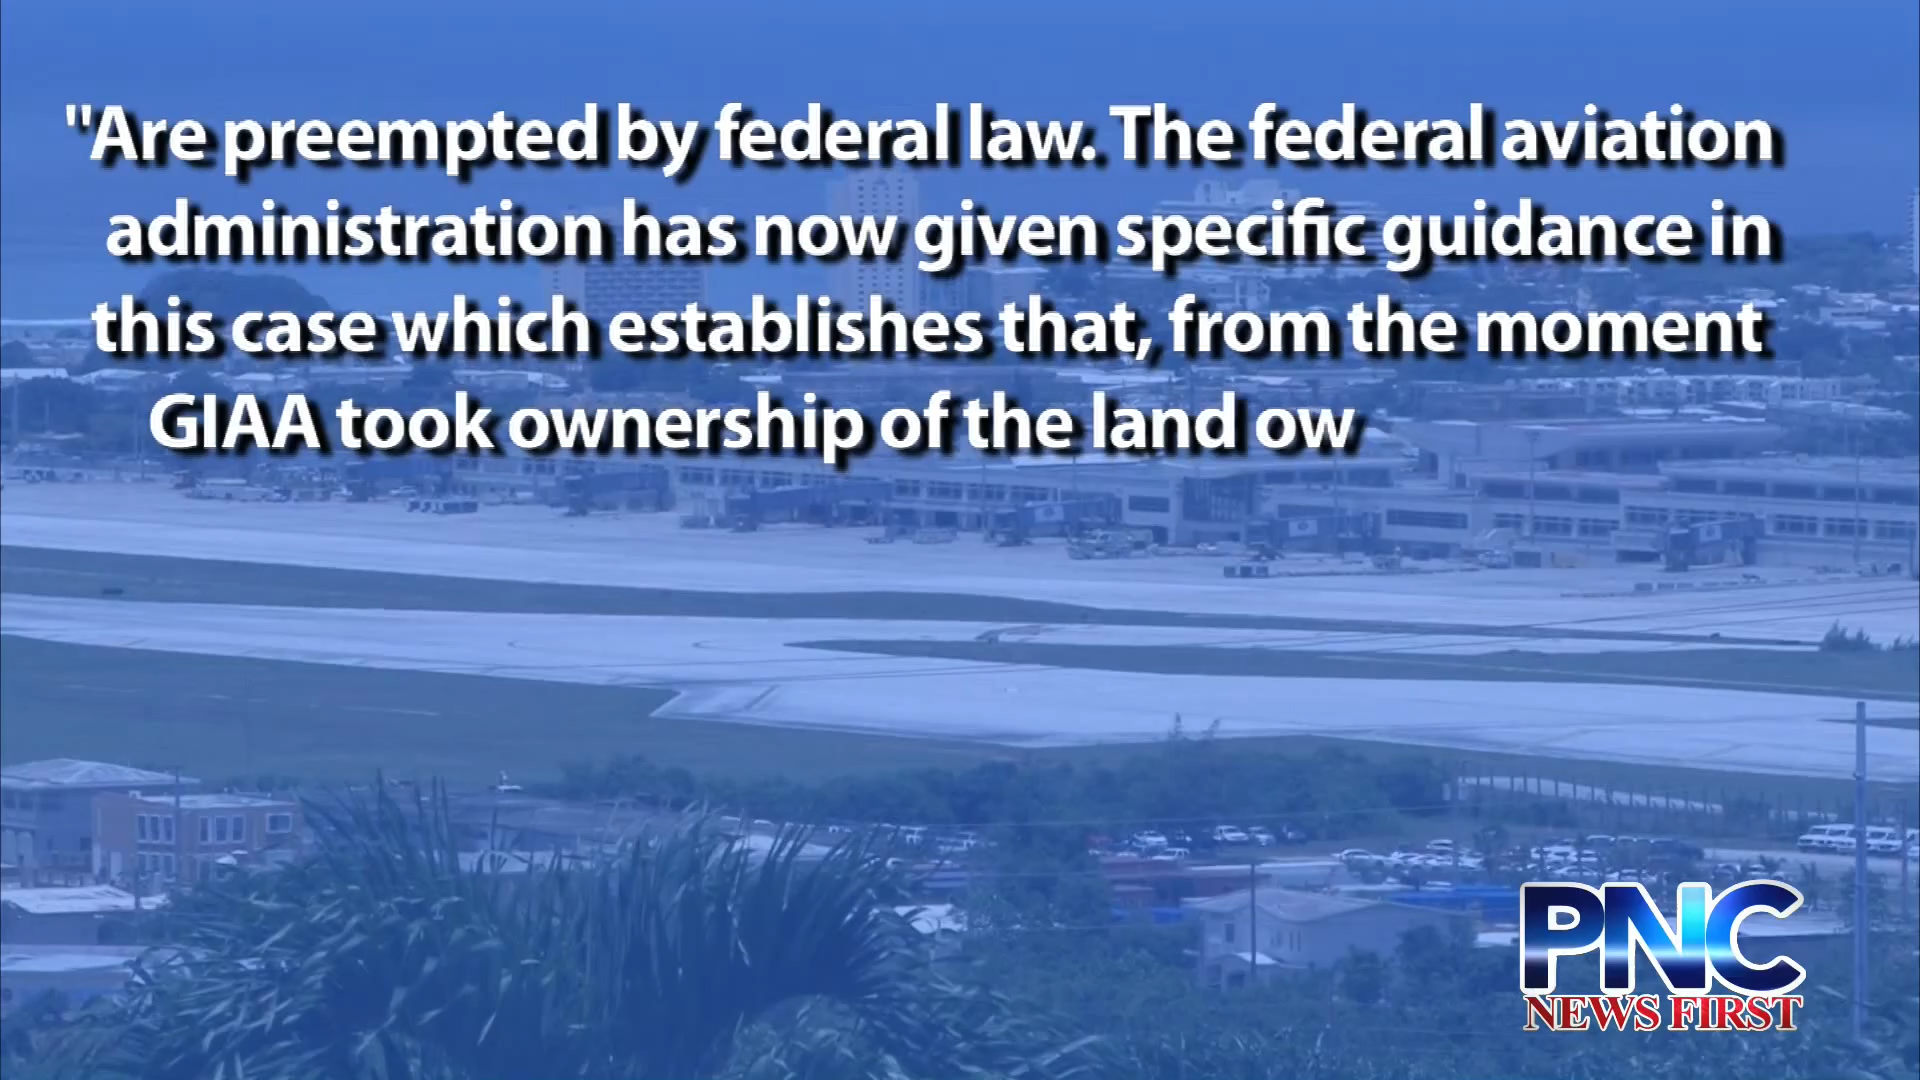 "Are preempted by federal law. The federal aviation
administration has now given specific guidance in
this case which establishes that, from the moment
GIAA took ownership of the land ow
PNC
NEWS FIRST